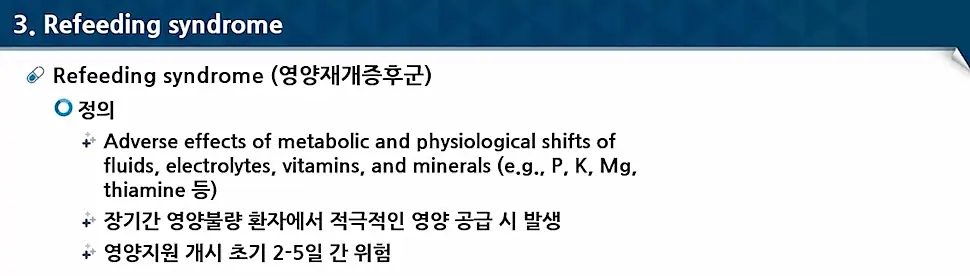 3. Refeeding syndrome
Refeeding syndrome (영양재개증후군)
정의
Adverse effects of metabolic and physiological shifts of
fluids, electrolytes, vitamins, and minerals (e.g., P, K, Mg,
thiamine 등)
장기간 영양불량 환자에서 적극적인 영양 공급 시 발생
영양지원 개시 초기 2-5일 간 위험